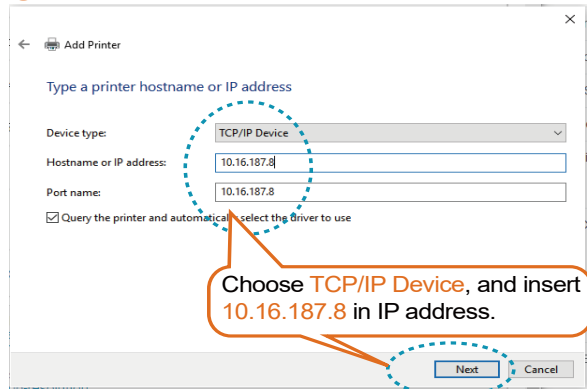 Add Printer
Type a printer hostname or IP address
Device type: TCP/IP Device
Hostname or IP address: 10.16.187.8
Port name: 10.16.187.8
Query the printer and automatically select the driver to use
Choose TCP/IP Device, and insert
10.16.187.8 in IP address.
Next Cancel